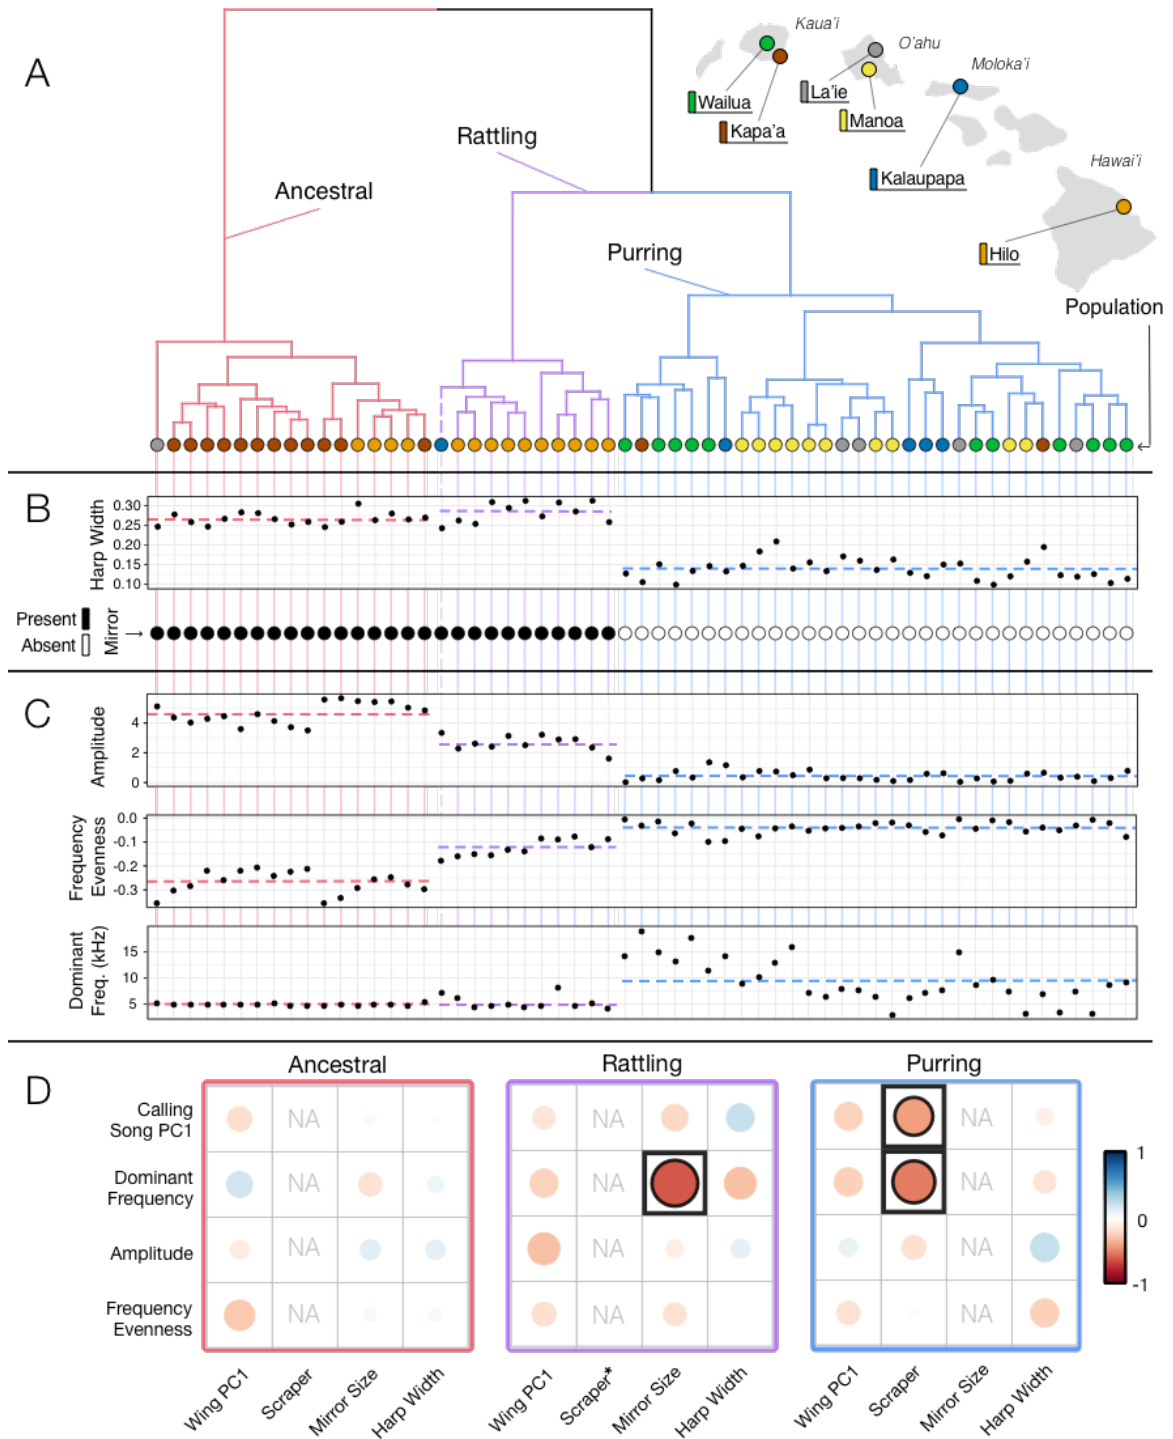 A
Kaua'i
O'ahu
Moloka'i
Hawai'i
Wailua
Kapa'a
La'ie
Manoa
Kalaupapa
Hilo
Rattling
Ancestral
Purring
Population
B
Harp Width
0.30
0.25
0.20
0.15
0.10
Present
Absent
Mirror
C
Amplitude
4
2
0
Frequency
Evenness
0.0
-0.1
-0.2
-0.3
Dominant
Freq. (kHz)
15
10
5
D
Ancestral
Rattling
Purring
Calling
Song PC1
NA NA NA
Dominant
Frequency
NA NA NA
Amplitude
NA NA NA
Frequency
Evenness
NA NA NA
1
0
-1
Wing PC1
Scraper
Mirror Size
Harp Width
Wing PC1
Scraper*
Mirror Size
Harp Width
Wing PC1
Scraper
Mirror Size
Harp Width